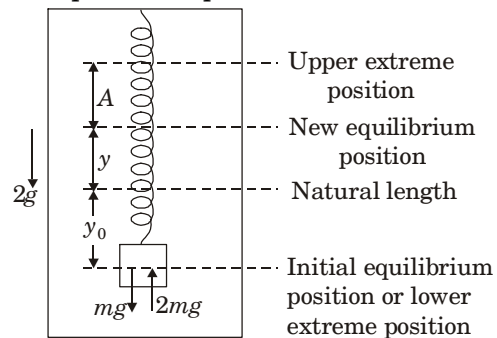 Upper extreme
position
A
New equilibrium
position
y
2g
Natural length
y₀
Initial equilibrium
position or lower
extreme position
mg
2mg